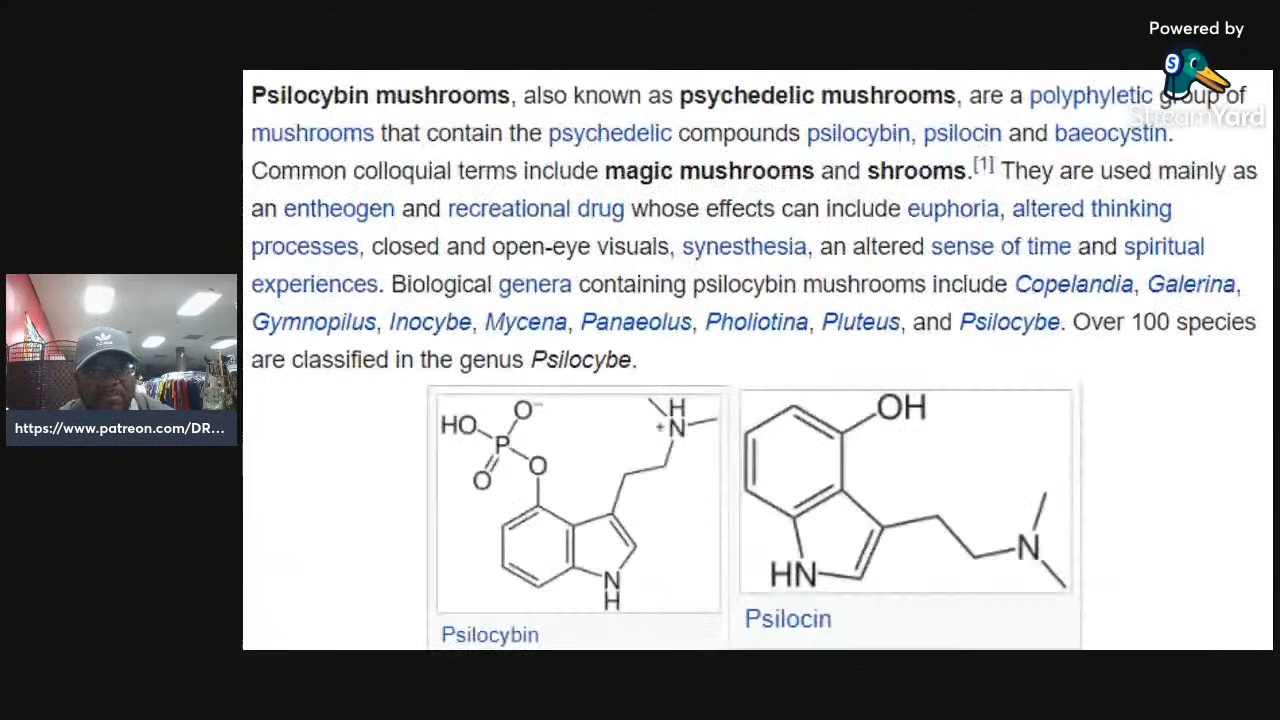 Powered by
S
StreamYard
Psilocybin mushrooms, also known as psychedelic mushrooms, are a polyphyletic group of
mushrooms that contain the psychedelic compounds psilocybin, psilocin and baeocystin.
Common colloquial terms include magic mushrooms and shrooms.[1] They are used mainly as
an entheogen and recreational drug whose effects can include euphoria, altered thinking
processes, closed and open-eye visuals, synesthesia, an altered sense of time and spiritual
experiences. Biological genera containing psilocybin mushrooms include Copelandia, Galerina,
Gymnopilus, Inocybe, Mycena, Panaeolus, Pholiotina, Pluteus, and Psilocybe. Over 100 species
are classified in the genus Psilocybe.
HO
O⁻
P
O
O
H
+N
N
H
Psilocybin
OH
N
HN
Psilocin
https://www.patreon.com/DR...